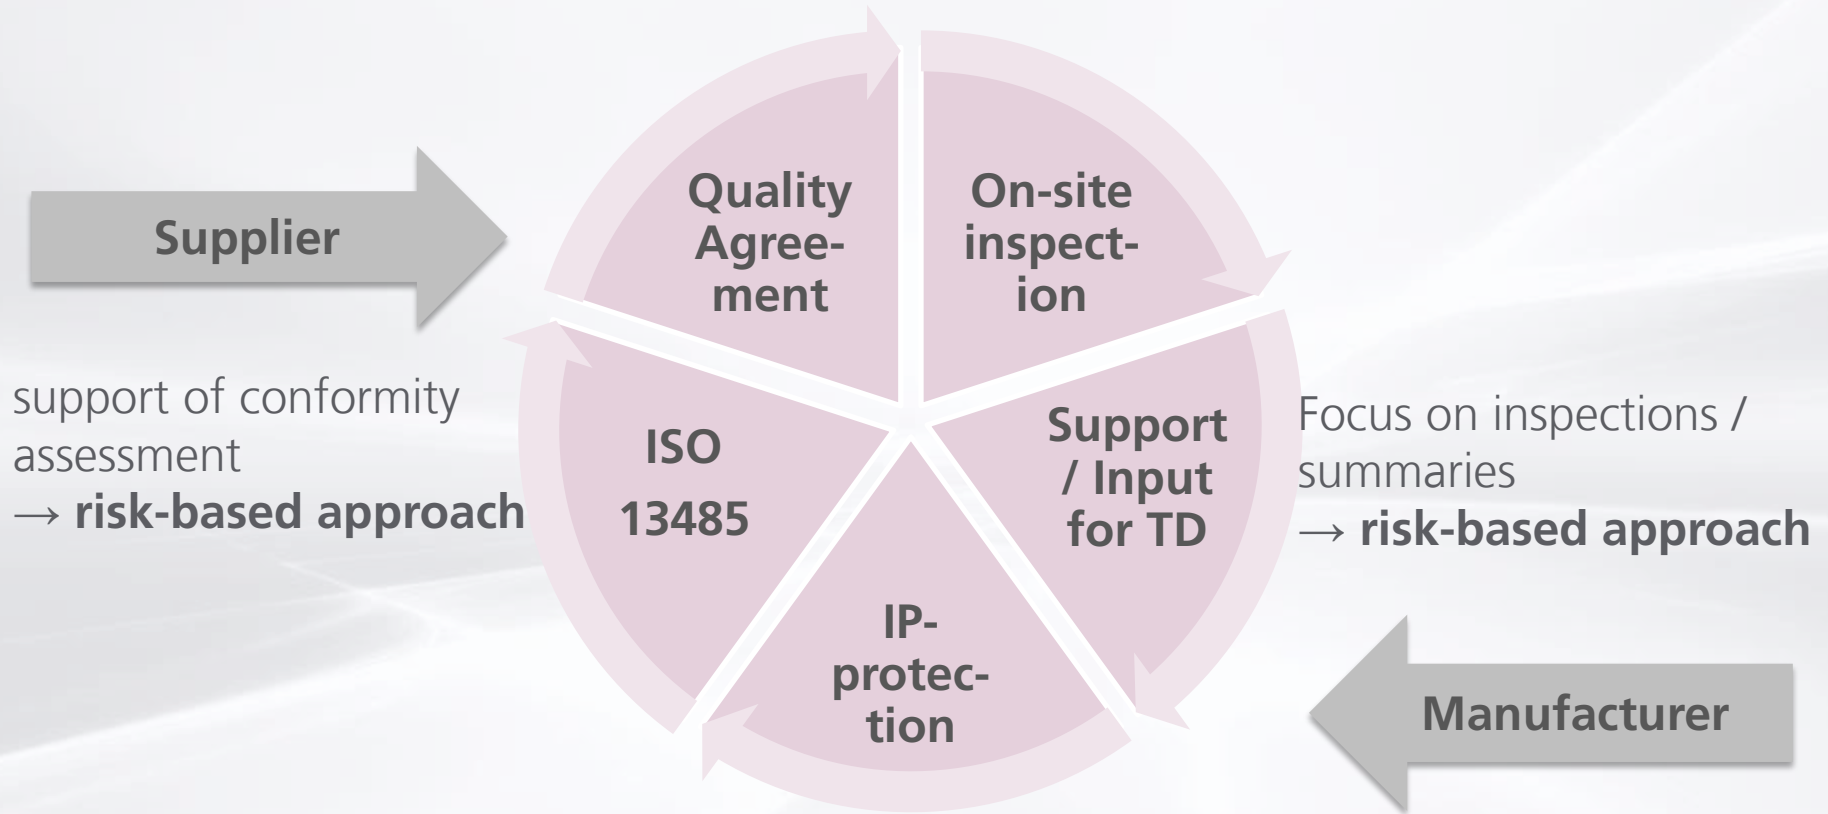 Supplier
support of conformity
assessment
→ risk-based approach
Quality
Agree-
ment
On-site
inspect-
ion
ISO
13485
Support
/ Input
for TD
IP-
protec-
tion
Focus on inspections /
summaries
→ risk-based approach
Manufacturer